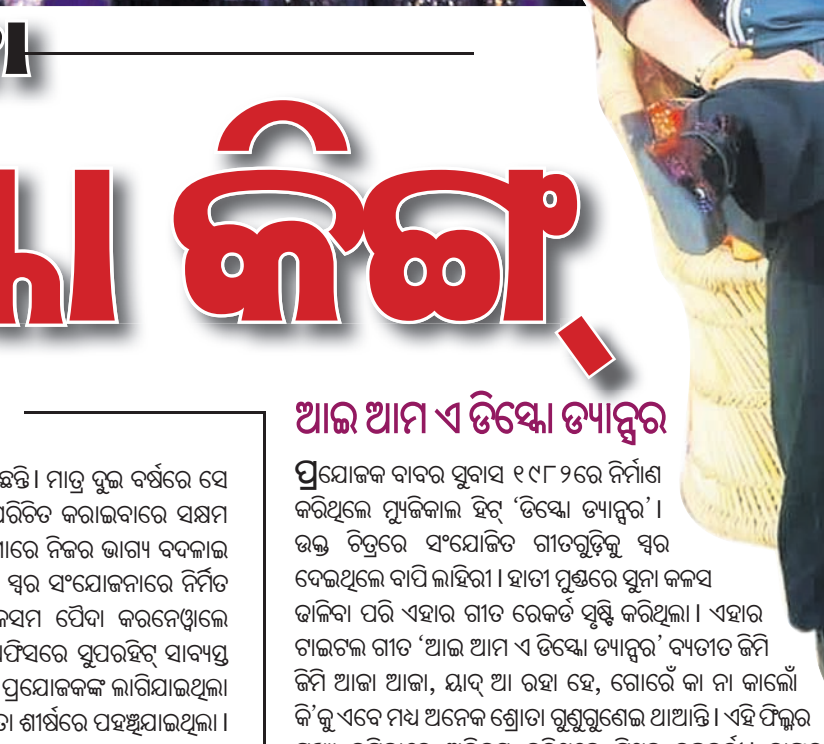 କିଙ୍ଗ୍
ଛନ୍ତି। ମାତ୍ର ଦୁଇ ବର୍ଷରେ ସେ
ପରିଚିତ କରାଇବାରେ ସକ୍ଷମ
ନିଜର ଭାଗ୍ୟ ବଦଳାଇ
ସ୍ୱର ସଂଯୋଜନାରେ ନିର୍ମିତ
କସମ ପୈଦା କରନେୱାଲେ
ଫିସରେ ସୁପରହିଟ୍ ସାବ୍ୟସ୍ତ
ପ୍ରଯୋଜକଙ୍କ ଲାଗିଯାଇଥିଲା
ଶୀର୍ଷରେ ପହଞ୍ଚିଯାଇଥିଲା।
ଆଇ ଆମ ଏ ଡିସ୍କୋ ଡ୍ୟାନ୍ସର
ପ୍ରଯୋଜକ ବାବର ସୁବାସ ୧୯୮୨ରେ ନିର୍ମାଣ
କରିଥିଲେ ମ୍ୟୁଜିକାଲ ହିଟ୍ ‘ଡିସ୍କୋ ଡ୍ୟାନ୍ସର’।
ଉକ୍ତ ଚିତ୍ରରେ ସଂଯୋଜିତ ଗୀତଗୁଡ଼ିକୁ ସ୍ୱର
ଦେଇଥିଲେ ବାପି ଲାହିରୀ। ହାତୀ ମୁଣ୍ଡରେ ସୁନା କଳସ
ଢାଳିବା ପରି ଏହାର ଗୀତ ରେକର୍ଡ ସୃଷ୍ଟି କରିଥିଲା। ଏହାର
ଟାଇଟଲ ଗୀତ ‘ଆଇ ଆମ ଏ ଡିସ୍କୋ ଡ୍ୟାନ୍ସର’ ବ୍ୟତୀତ ଜିମି
ଜିମି ଆଜା ଆଜା, ୟାଦ୍ ଆ ରହା ହେ, ଗୋରେଁ କା ନା କାଲୋଁ
କି’କୁ ଏବେ ମଧ୍ୟ ଅନେକ ଶ୍ରୋତା ଗୁଣୁଗୁଣେଇ ଥାଆନ୍ତି। ଏହି ଫିଲ୍ମର